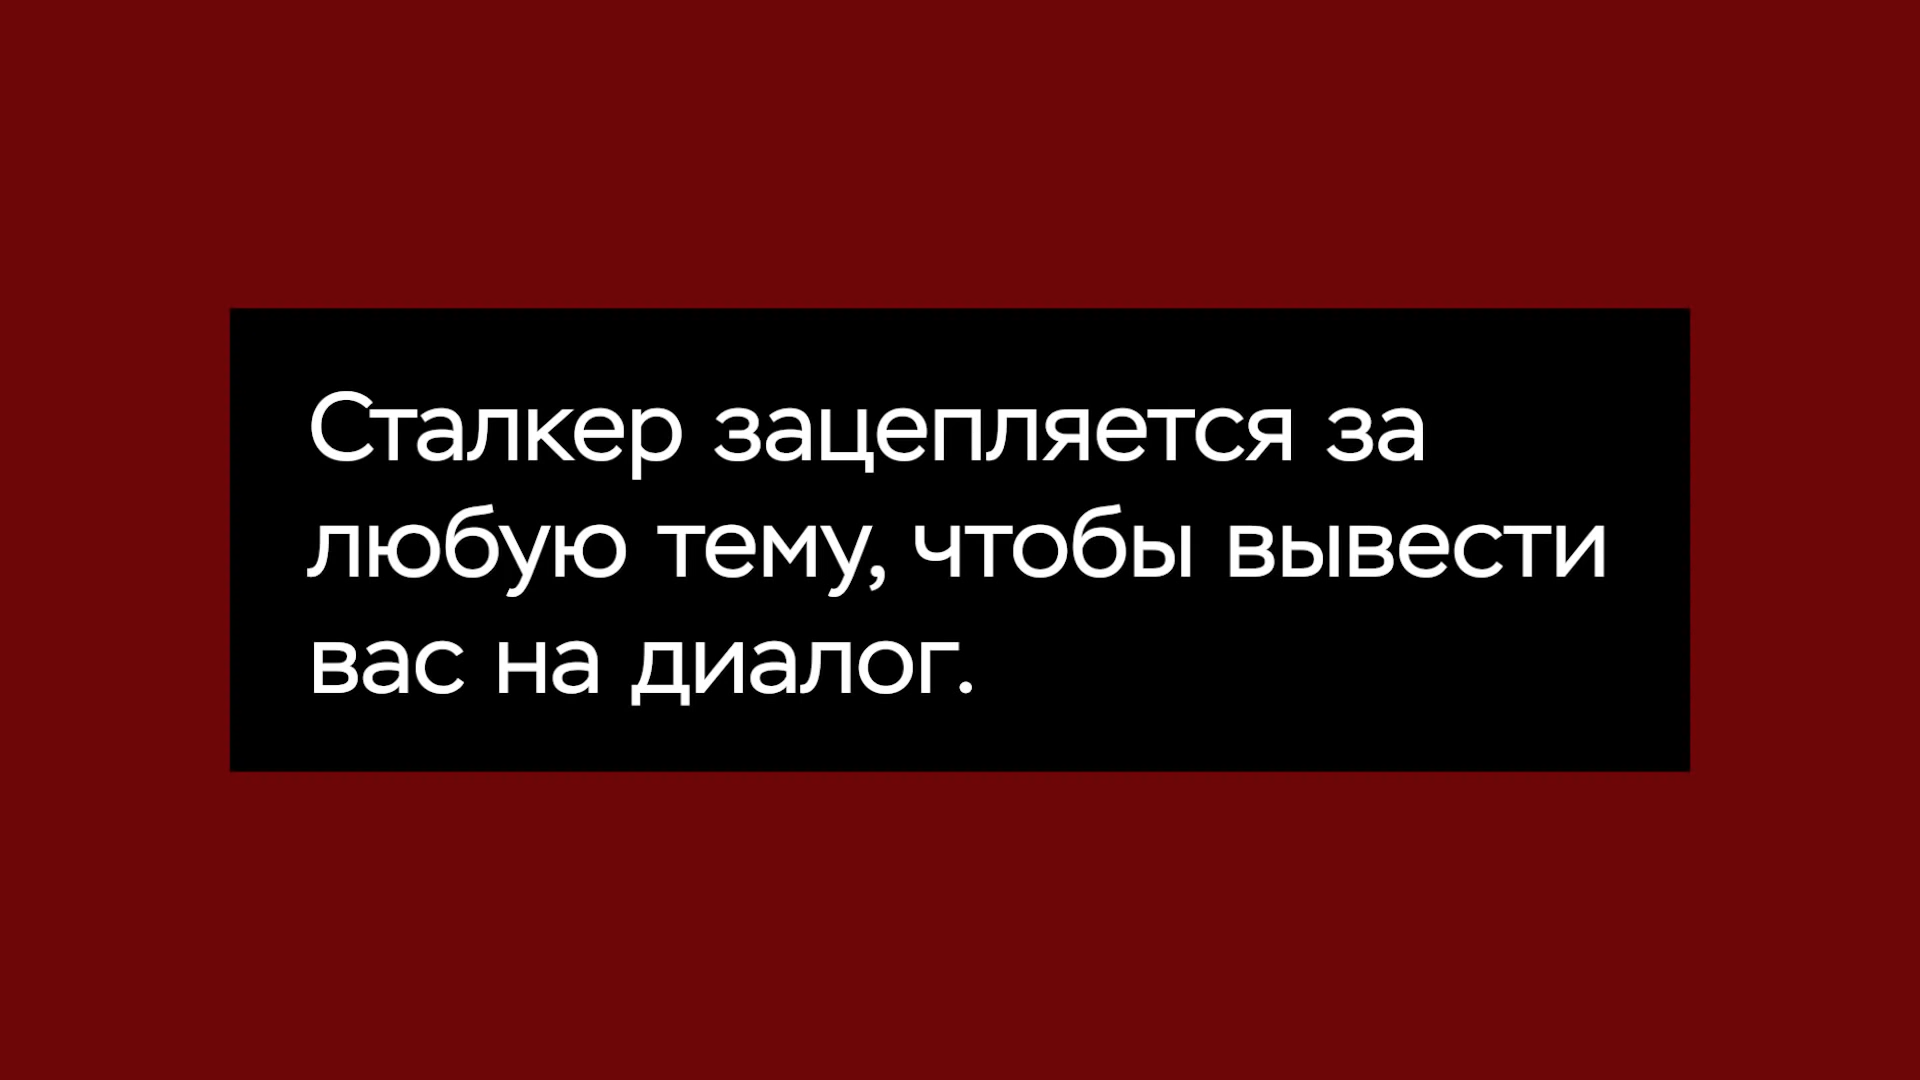 Сталкер зацепляется за
любую тему, чтобы вывести
вас на диалог.